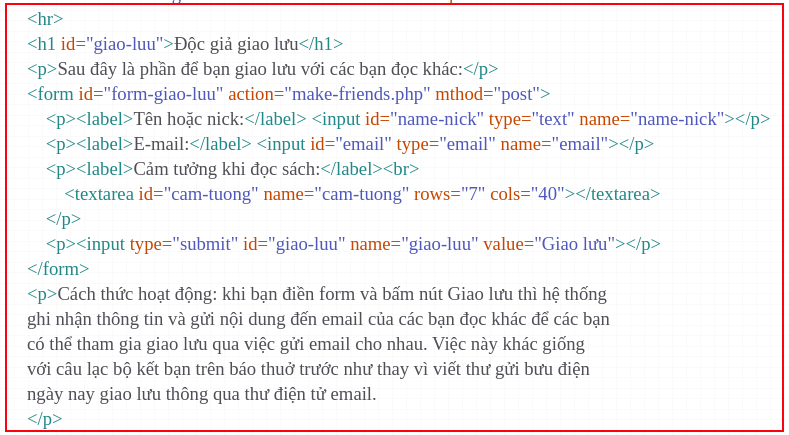 <hr>
<h1 id="giao-luu">Độc giả giao lưu</h1>
<p>Sau đây là phần để bạn giao lưu với các bạn đọc khác:</p>
<form id="form-giao-luu" action="make-friends.php" mthod="post">
<p><label>Tên hoặc nick:</label> <input id="name-nick" type="text" name="name-nick"></p>
<p><label>E-mail:</label> <input id="email" type="email" name="email"></p>
<p><label>Cảm tưởng khi đọc sách:</label><br>
<textarea id="cam-tuong" name="cam-tuong" rows="7" cols="40"></textarea>
</p>
<p><input type="submit" id="giao-luu" name="giao-luu" value="Giao lưu"></p>
</form>
<p>Cách thức hoạt động: khi bạn điền form và bấm nút Giao lưu thì hệ thống
ghi nhận thông tin và gửi nội dung đến email của các bạn đọc khác để các bạn
có thể tham gia giao lưu qua việc gửi email cho nhau. Việc này khác giống
với câu lạc bộ kết bạn trên báo thuở trước như thay vì viết thư gửi bưu điện
ngày nay giao lưu thông qua thư điện tử email.
</p>